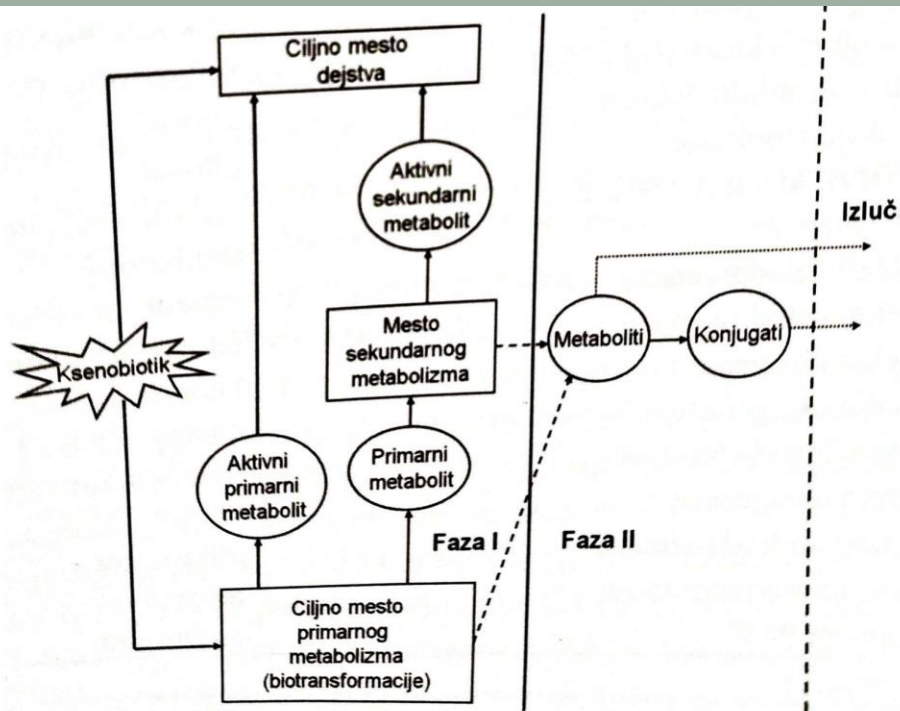 Ciljno mesto
dejstva
Aktivni
sekundarni
metabolit
Izluč
Mesto
sekundarnog
metabolizma
Metaboliti
Konjugati
Ksenobiotik
Aktivni
primarni
metabolit
Primarni
metabolit
Faza I
Faza II
Ciljno mesto
primarnog
metabolizma
(biotransformacije)